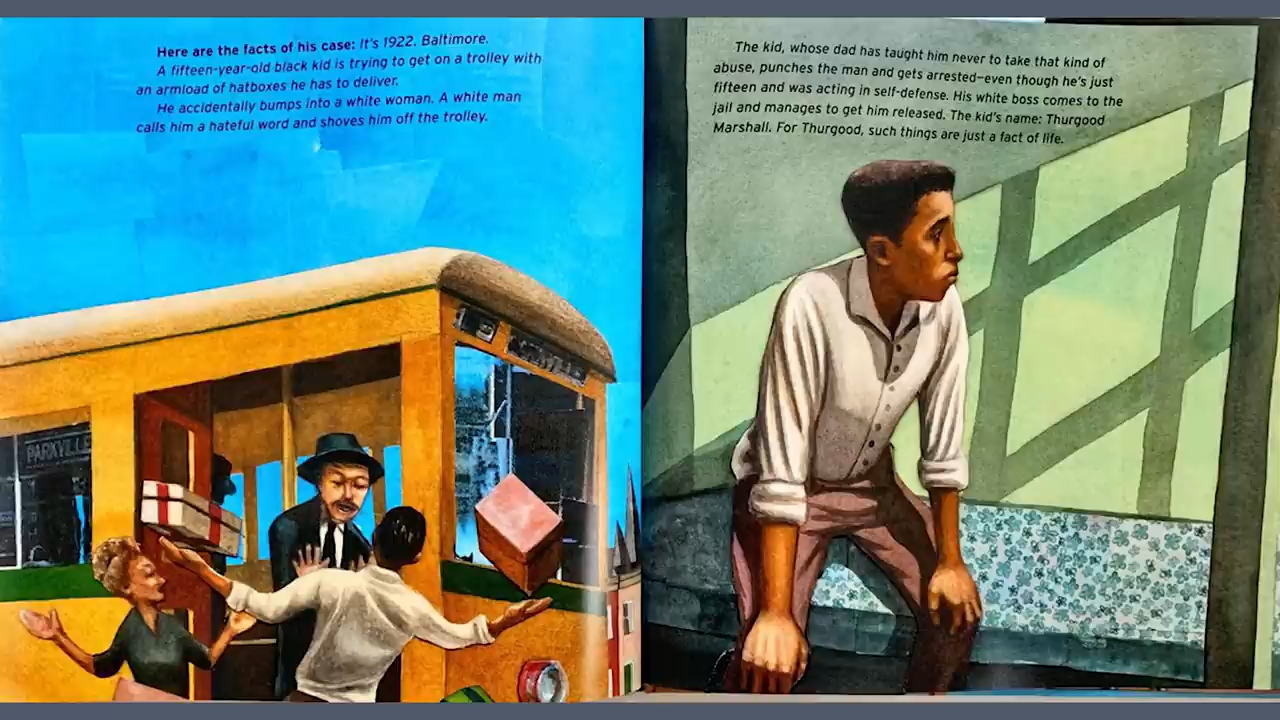 Here are the facts of his case: It's 1922. Baltimore.
A fifteen-year-old black kid is trying to get on a trolley with
an armload of hatboxes he has to deliver.
He accidentally bumps into a white woman. A white man
calls him a hateful word and shoves him off the trolley.
PARKVILLE
The kid, whose dad has taught him never to take that kind of
abuse, punches the man and gets arrested—even though he's just
fifteen and was acting in self-defense. His white boss comes to the
jail and manages to get him released. The kid's name: Thurgood
Marshall. For Thurgood, such things are just a fact of life.